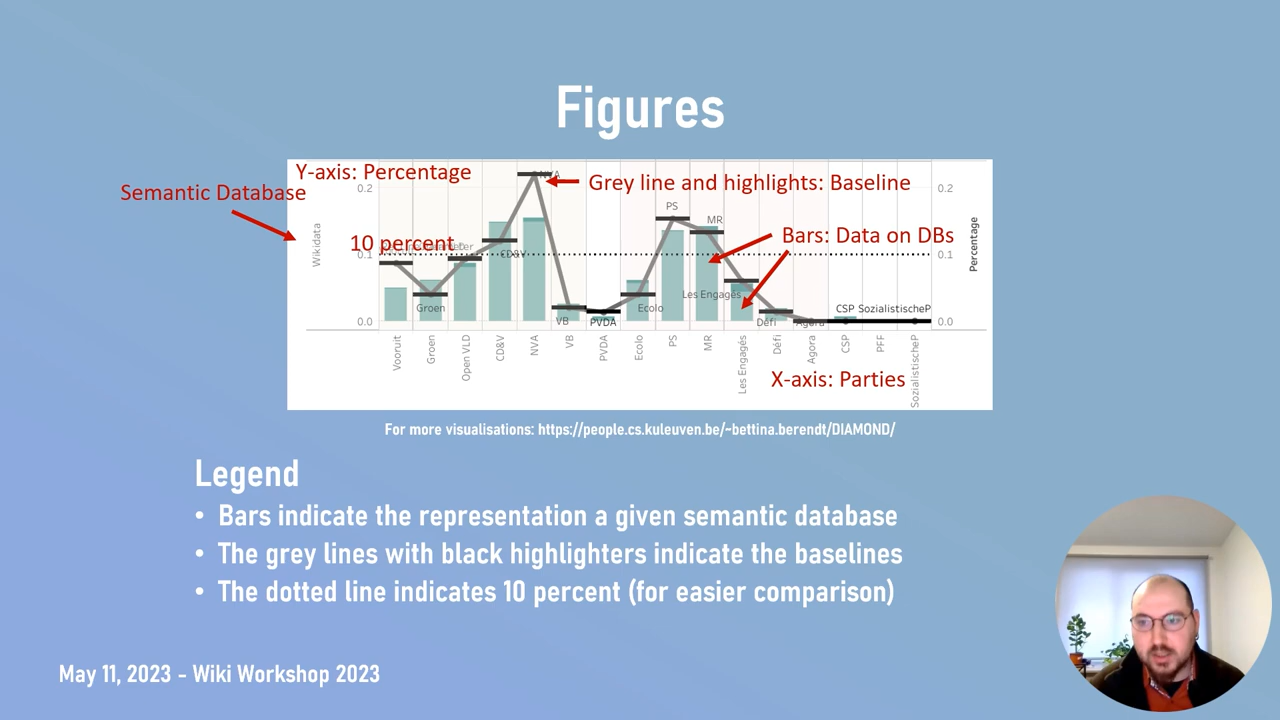 Figures
Y-axis: Percentage
Semantic Database
Grey line and highlights: Baseline
10 percent
Bars: Data on DBs
X-axis: Parties
Wikidata
0.2
0.1
0.0
NVA
CD&V
Groen
VB
PVDA
Ecolo
PS
MR
Les Engagés
Défi
Agora
CSP
SozialistischeP
0.2
0.1
0.0
Percentage
Vooruit
Groen
Open VLD
CD&V
NVA
VB
PVDA
Ecolo
PS
MR
Les Engagés
Défi
Agora
CSP
PFF
SozialistischeP
For more visualisations: https://people.cs.kuleuven.be/~bettina.berendt/DIAMOND/
Legend
• Bars indicate the representation a given semantic database
• The grey lines with black highlighters indicate the baselines
• The dotted line indicates 10 percent (for easier comparison)
May 11, 2023 - Wiki Workshop 2023